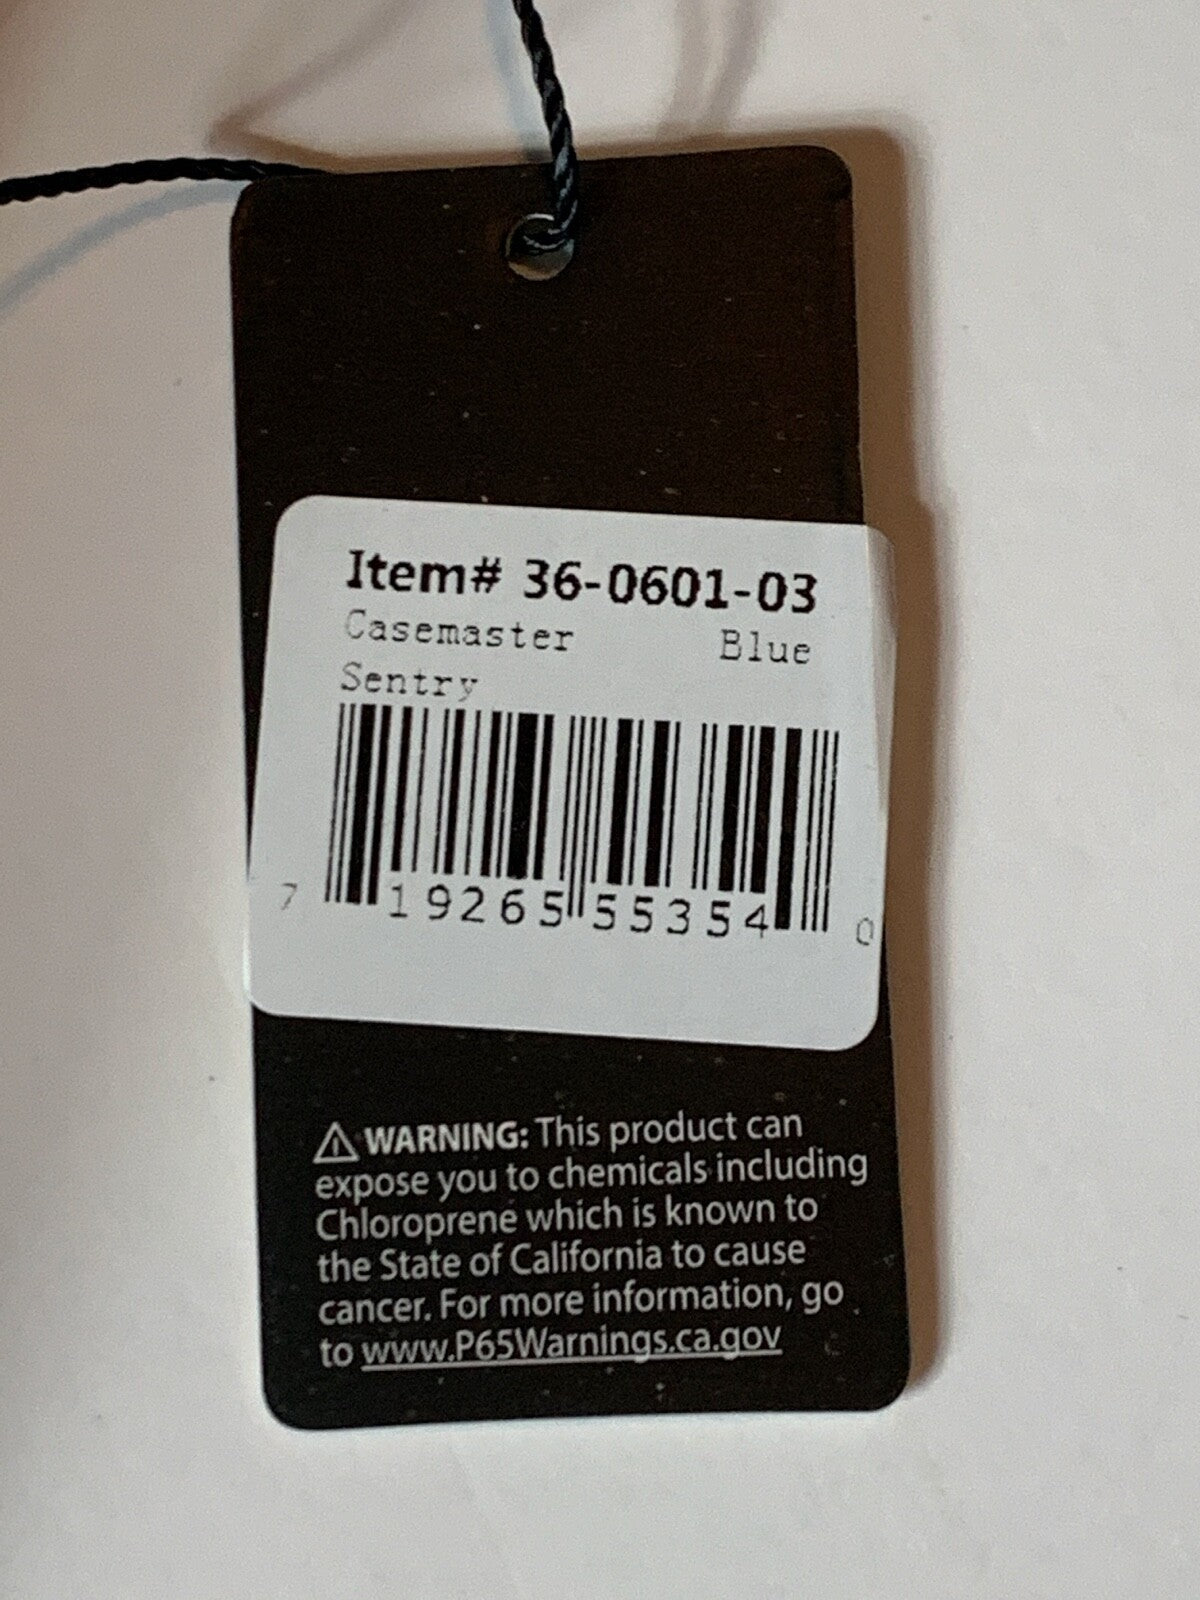 Item# 36-0601-03
Casemaster Blue
Sentry
7 19265 55354 0
⚠ WARNING: This product can
expose you to chemicals including
Chloroprene which is known to
the State of California to cause
cancer. For more information, go
to www.P65Warnings.ca.gov